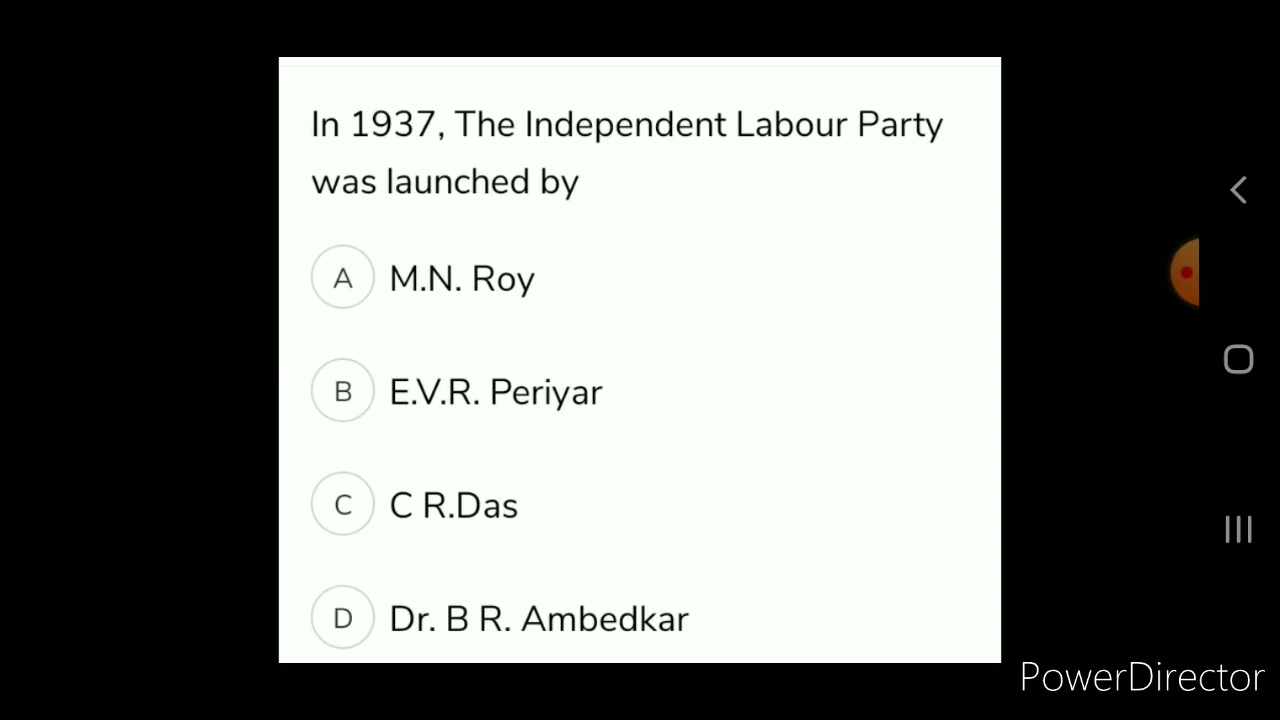 In 1937, The Independent Labour Party
was launched by
A M.N. Roy
B E.V.R. Periyar
C C R.Das
D Dr. B R. Ambedkar
PowerDirector